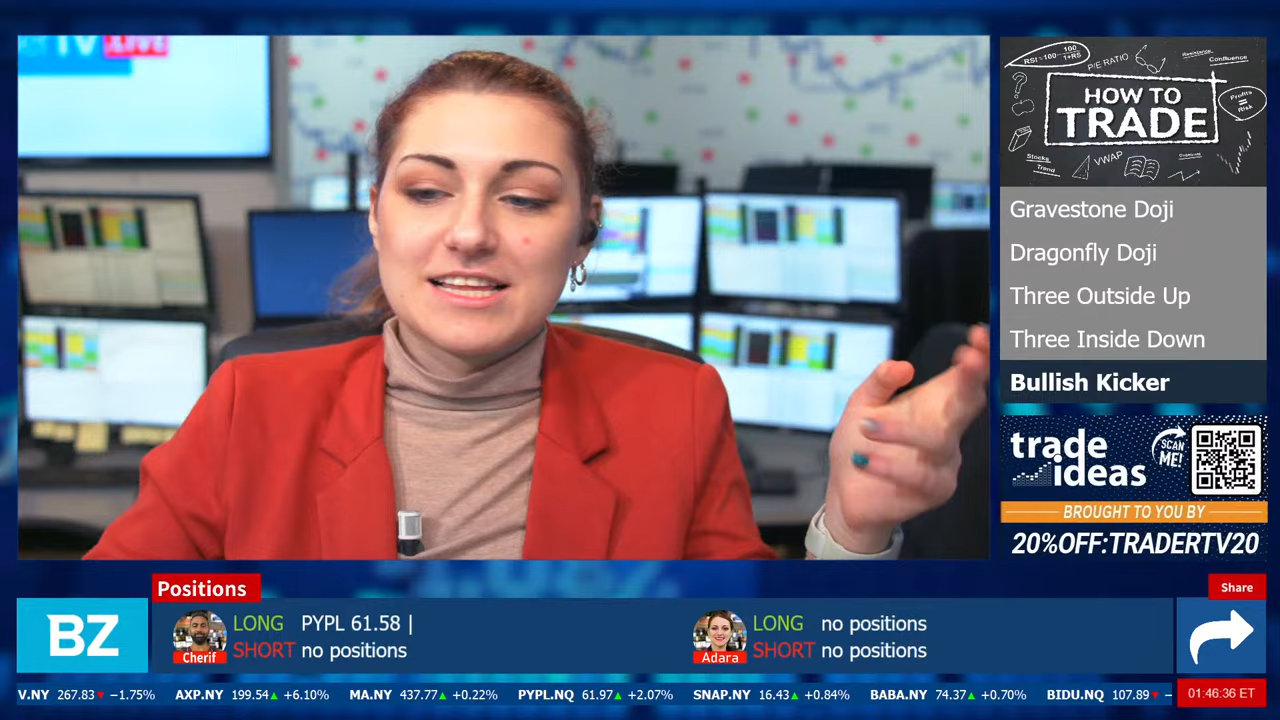 TV LIVE
RSI=100-
100
1+RS
P/E RATIO
Resistance
Confluence
HOW TO
TRADE
Profits
=
Risk
Stocks
Trend
VWAP
Gravestone Doji
Dragonfly Doji
Three Outside Up
Three Inside Down
Bullish Kicker
trade
ideas
SCAN
ME!
BROUGHT TO YOU BY
20%OFF:TRADERTV20
Positions
Share
BZ
LONG PYPL 61.58 |
SHORT no positions
Cherif
LONG no positions
SHORT no positions
Adara
V.NY 267.83▼ −1.75% AXP.NY 199.54▲ +6.10% MA.NY 437.77▲ +0.22% PYPL.NQ 61.97▲ +2.07% SNAP.NY 16.43▲ +0.84% BABA.NY 74.37▲ +0.70% BIDU.NQ 107.89▼ −
01:46:36 ET